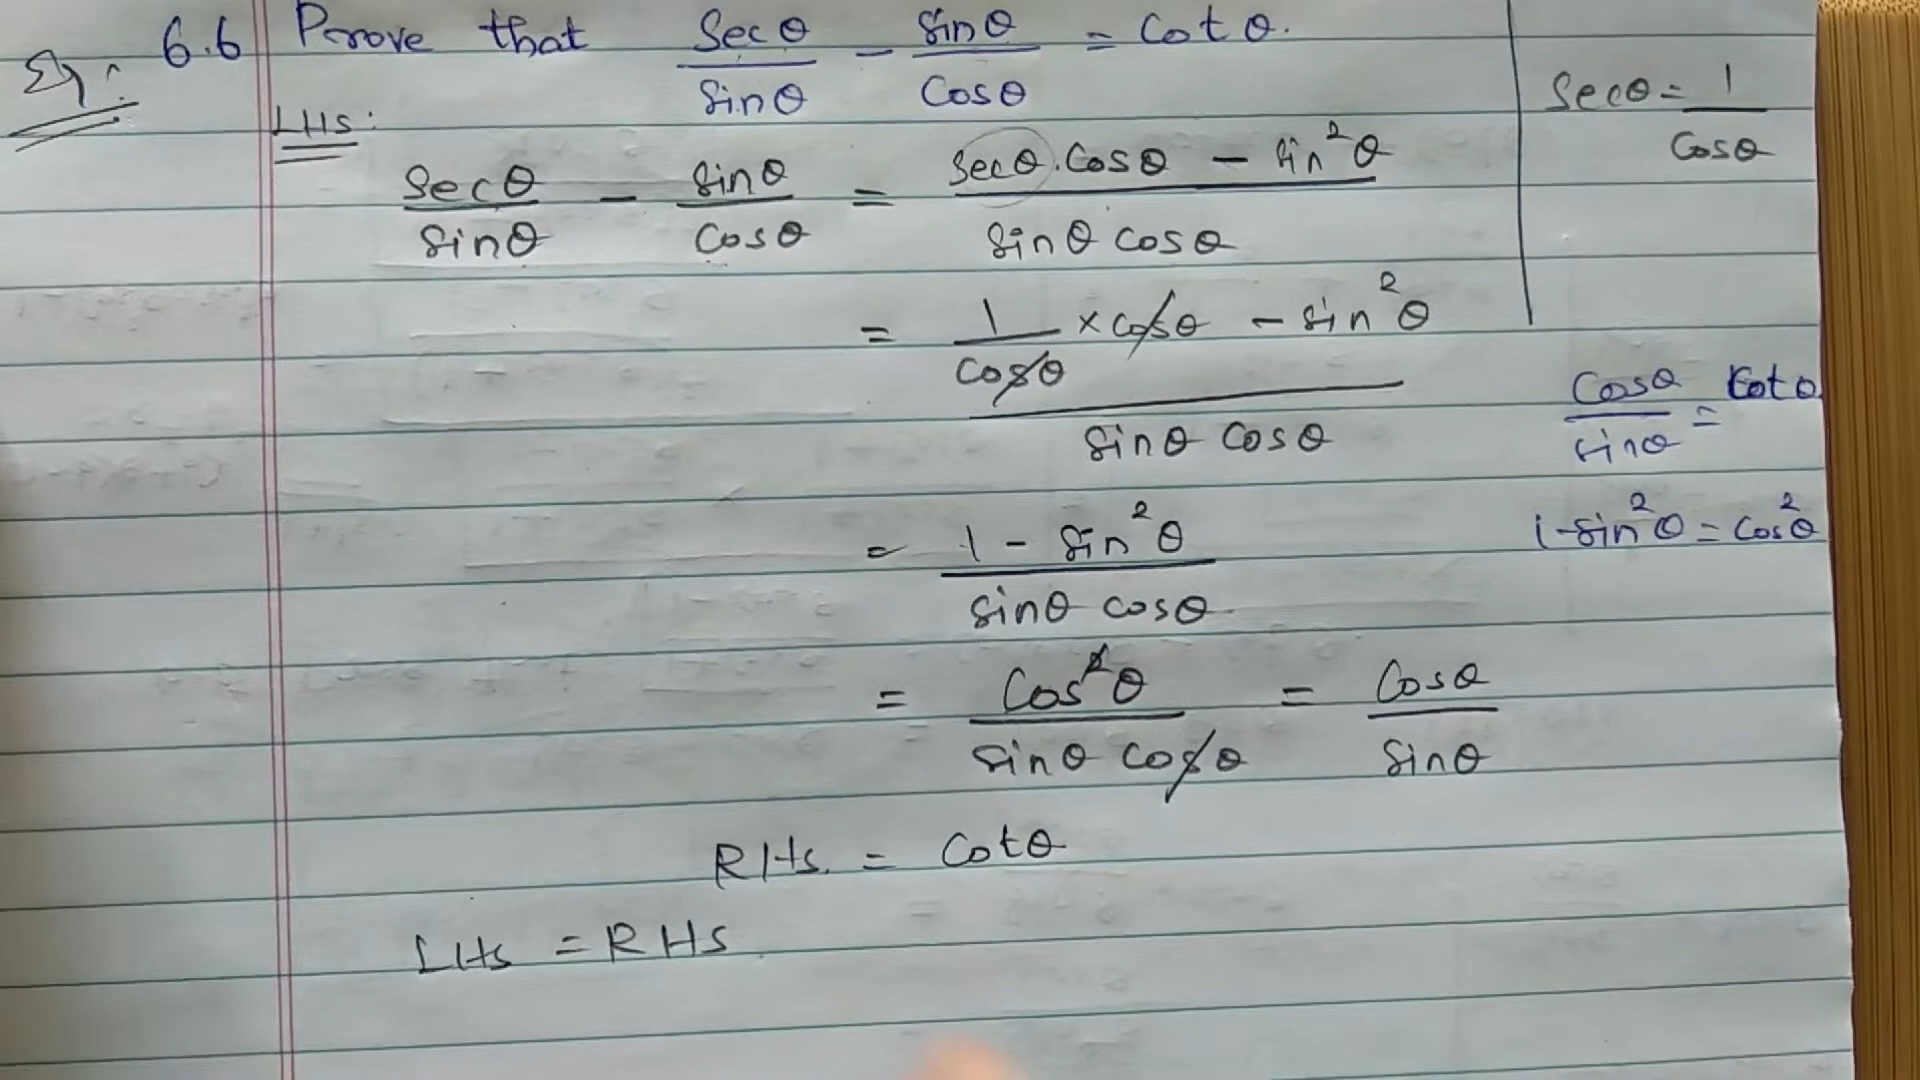 Eg: 6.6 Prove that secθ/sinθ - sinθ/cosθ = cotθ.
LHS:
secθ/sinθ - sinθ/cosθ = (secθ.cosθ - sin²θ)/(sinθ cosθ)
secθ = 1/cosθ
= (1/cosθ × cosθ - sin²θ)/(sinθ cosθ)
cosθ/sinθ = cotθ
= (1 - sin²θ)/(sinθ cosθ)
1-sin²θ = cos²θ
= cos²θ/(sinθ cosθ) = cosθ/sinθ
RHS. = cotθ
LHS = RHS